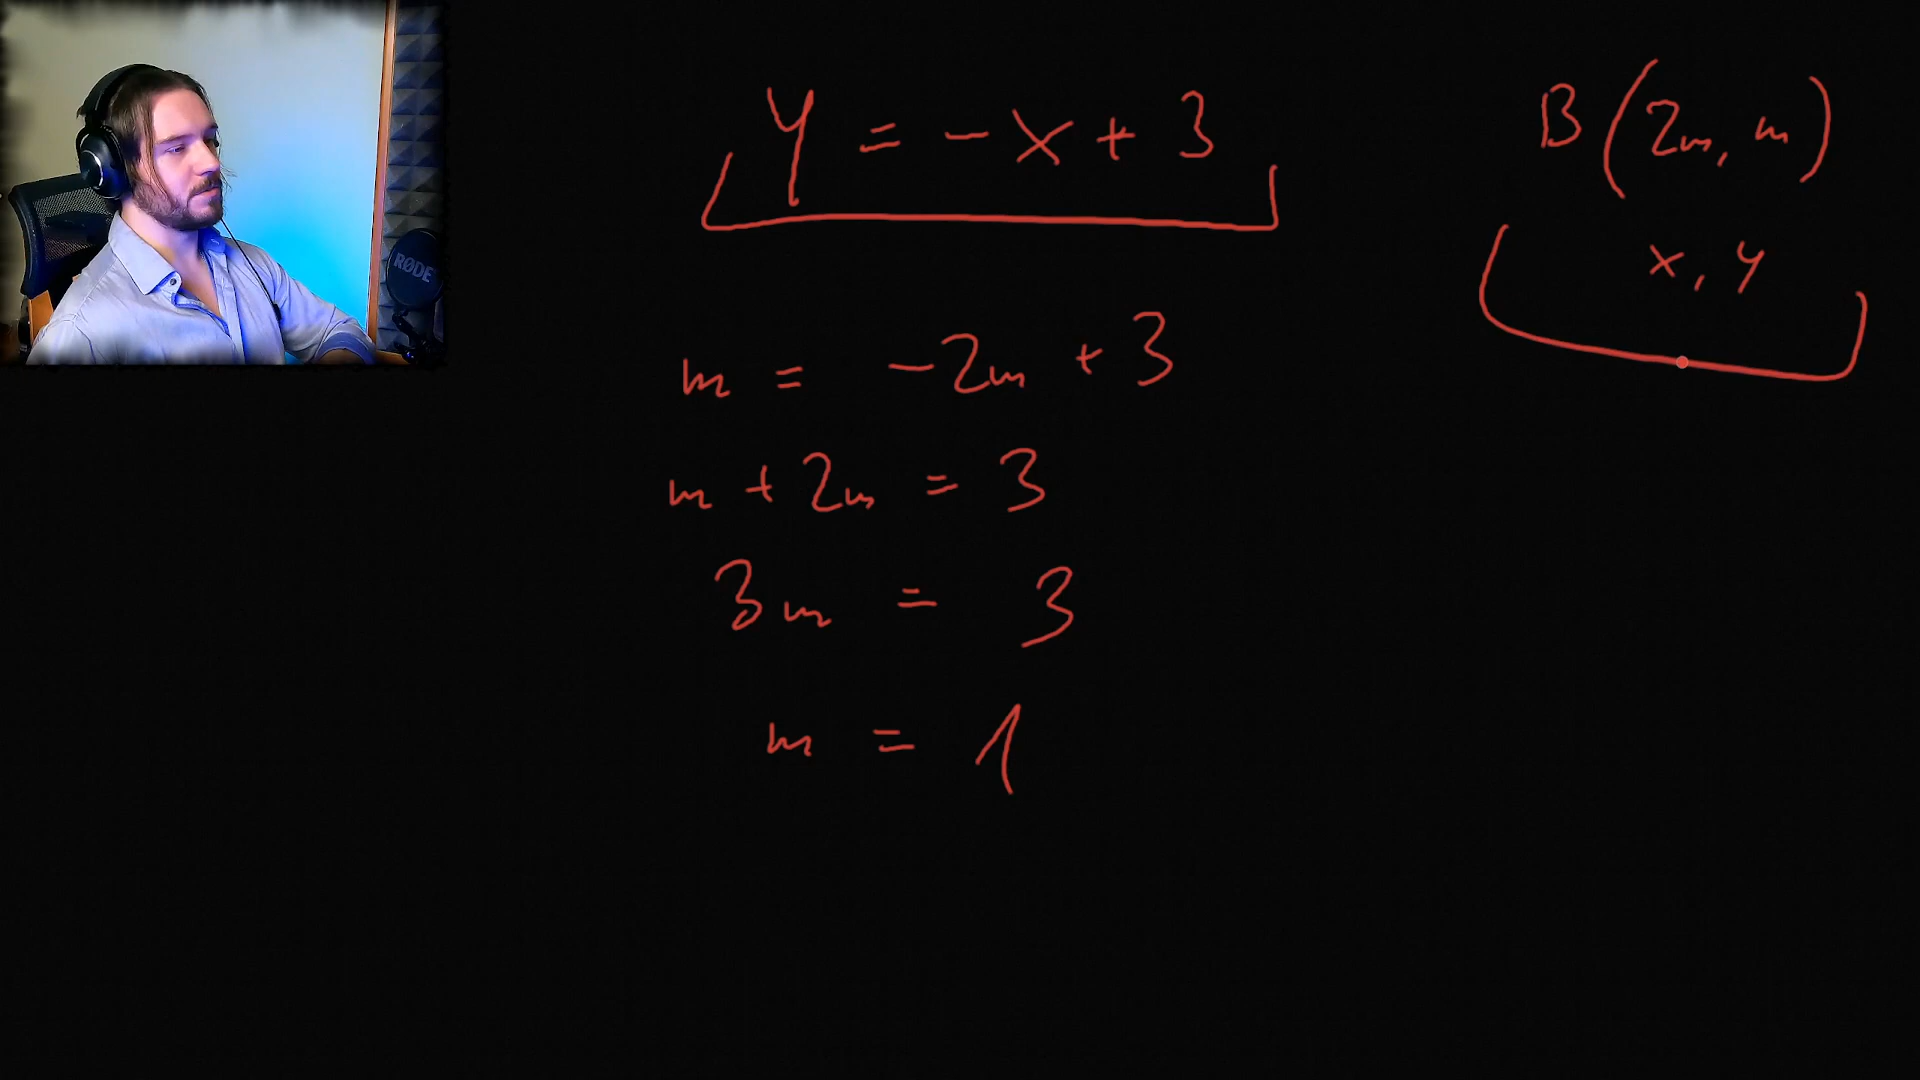 y = -x + 3
B (2m, m)
x, y
m = -2m + 3
m + 2m = 3
3m = 3
m = 1
RØDE